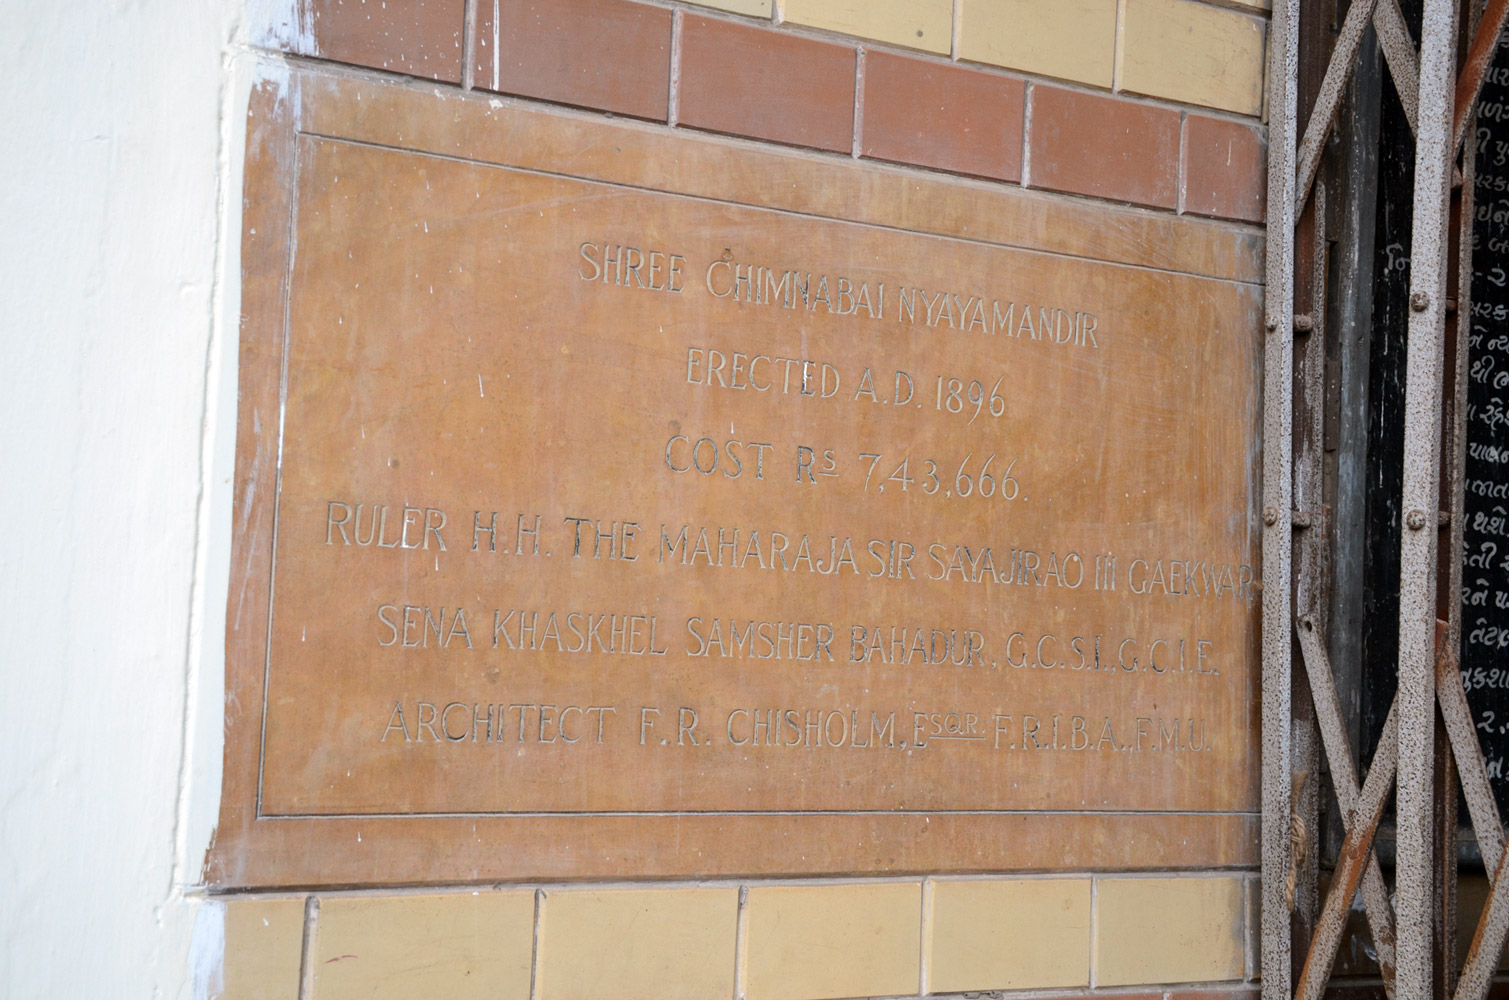 SHREE CHIMNABAI NYAYAMANDIR
ERECTED A.D. 1896
COST RS 7,43,666.
RULER H.H. THE MAHARAJA SIR SAYAJIRAO III GAEKWAR
SENA KHASKHEL SAMSHER BAHADUR, G.C.S.I., G.C.I.E.
ARCHITECT F.R. CHISHOLM, ESQR. F.R.I.B.A., F.M.U.